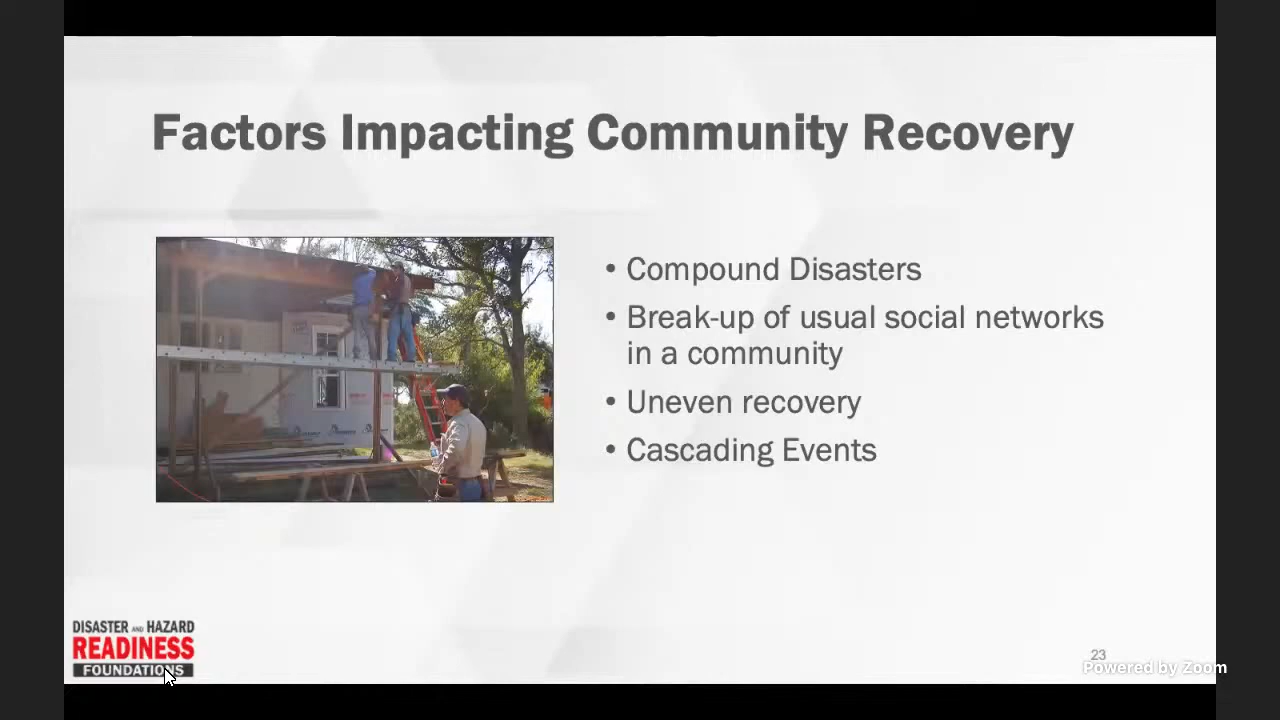 Factors Impacting Community Recovery
• Compound Disasters
• Break-up of usual social networks
in a community
• Uneven recovery
• Cascading Events
DISASTER AND HAZARD
READINESS
FOUNDATIONS
23
Powered by Zoom